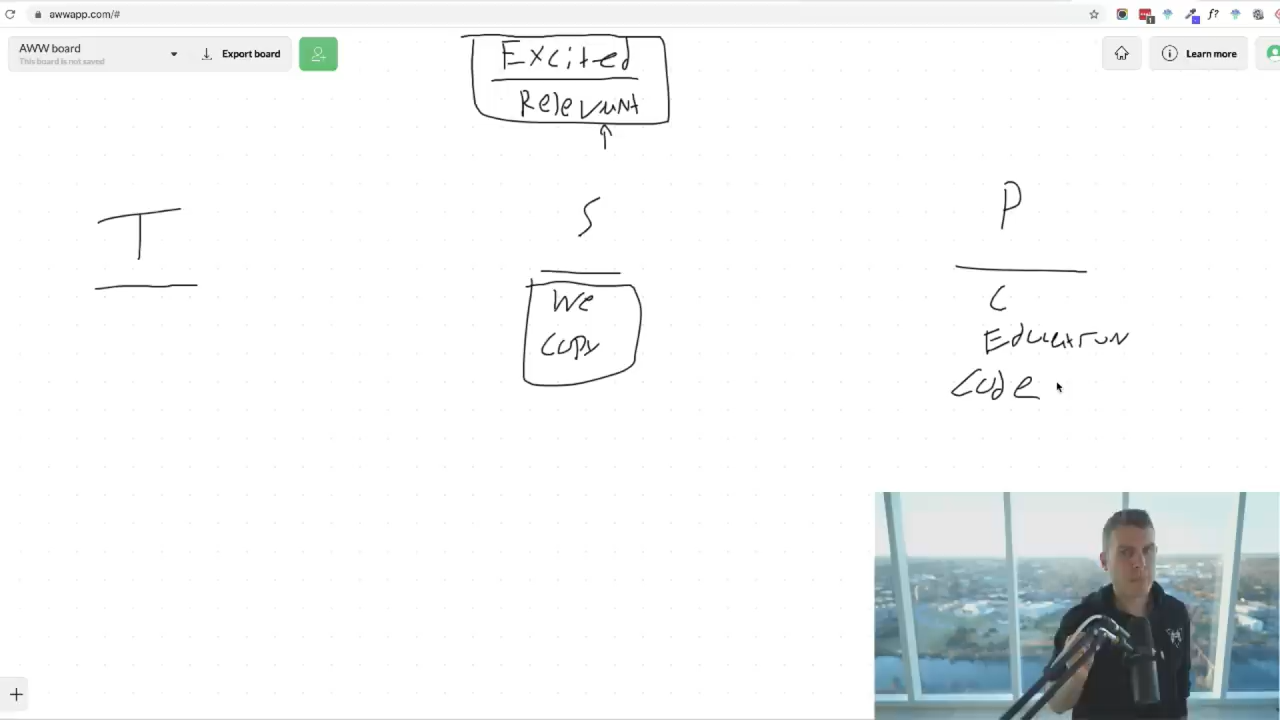 awwapp.com/#
AWW board
This board is not saved
Export board
Learn more
Excited
Relevant
T
S
P
We
Copy
C
Education
Code